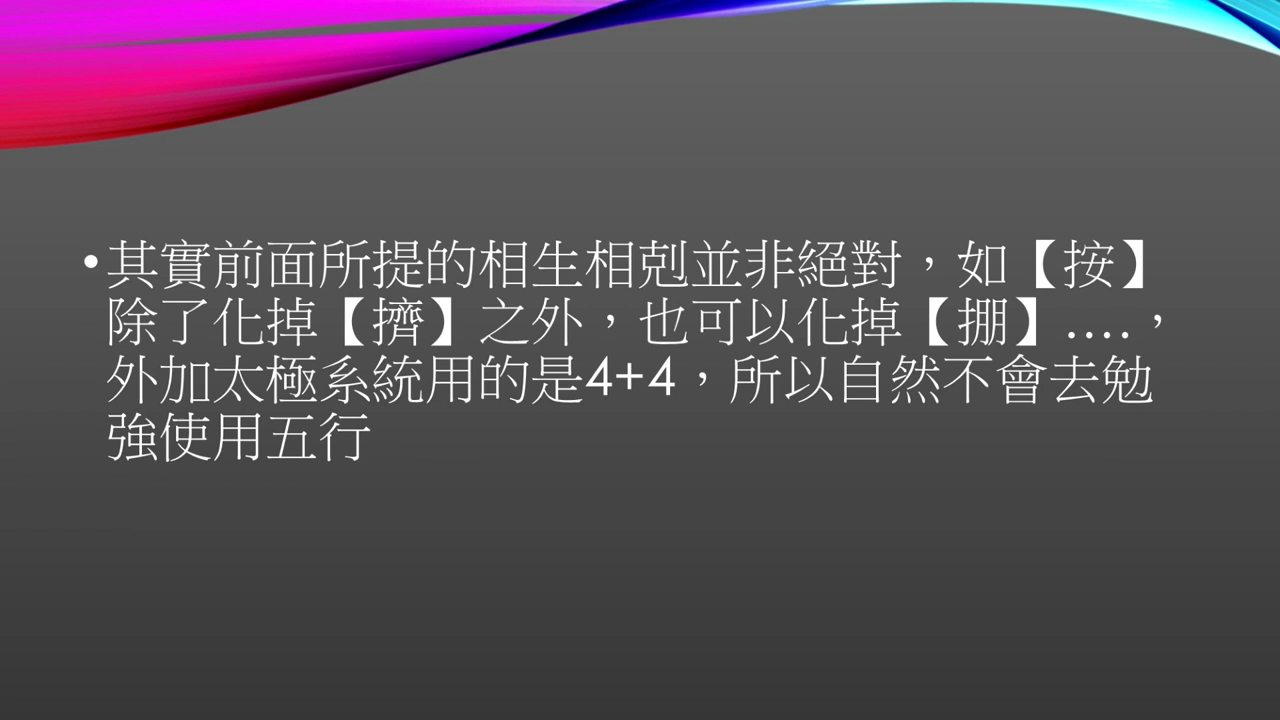 •其實前面所提的相生相剋並非絕對，如【按】
除了化掉【擠】之外，也可以化掉【掤】....，
外加太極系統用的是4+4，所以自然不會去勉
強使用五行